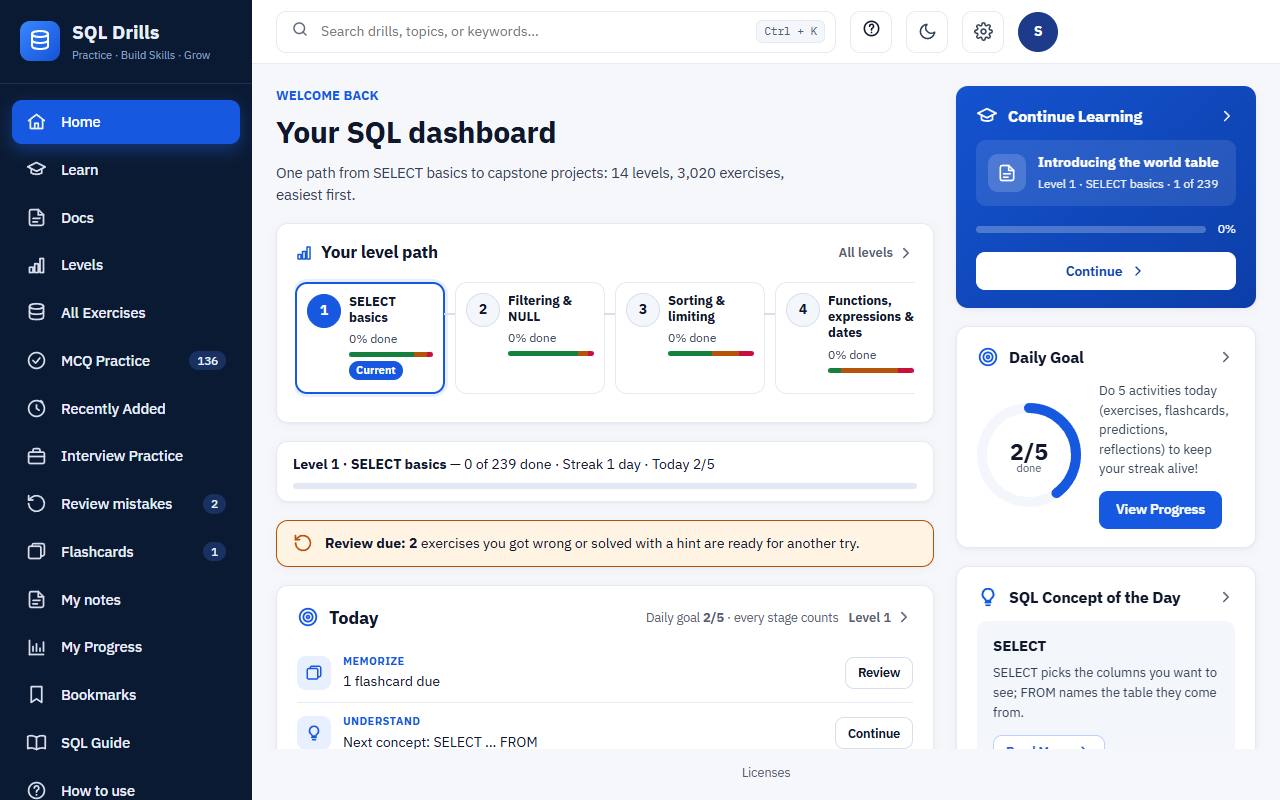 SQL Drills
Practice · Build Skills · Grow
Home
Learn
Docs
Levels
All Exercises
MCQ Practice 136
Recently Added
Interview Practice
Review mistakes 2
Flashcards 1
My notes
My Progress
Bookmarks
SQL Guide
How to use
Search drills, topics, or keywords... Ctrl + K
S
WELCOME BACK
Your SQL dashboard
One path from SELECT basics to capstone projects: 14 levels, 3,020 exercises,
easiest first.
Your level path All levels
1 SELECT
basics
0% done
Current
2 Filtering &
NULL
0% done
3 Sorting &
limiting
0% done
4 Functions,
expressions &
dates
0% done
Level 1 · SELECT basics — 0 of 239 done · Streak 1 day · Today 2/5
Review due: 2 exercises you got wrong or solved with a hint are ready for another try.
Today Daily goal 2/5 · every stage counts Level 1
MEMORIZE
1 flashcard due Review
UNDERSTAND
Next concept: SELECT ... FROM Continue
Continue Learning
Introducing the world table
Level 1 · SELECT basics · 1 of 239
0%
Continue
Daily Goal
2/5
done
Do 5 activities today
(exercises, flashcards,
predictions,
reflections) to keep
your streak alive!
View Progress
SQL Concept of the Day
SELECT
SELECT picks the columns you want to
see; FROM names the table they come
from.
Licenses